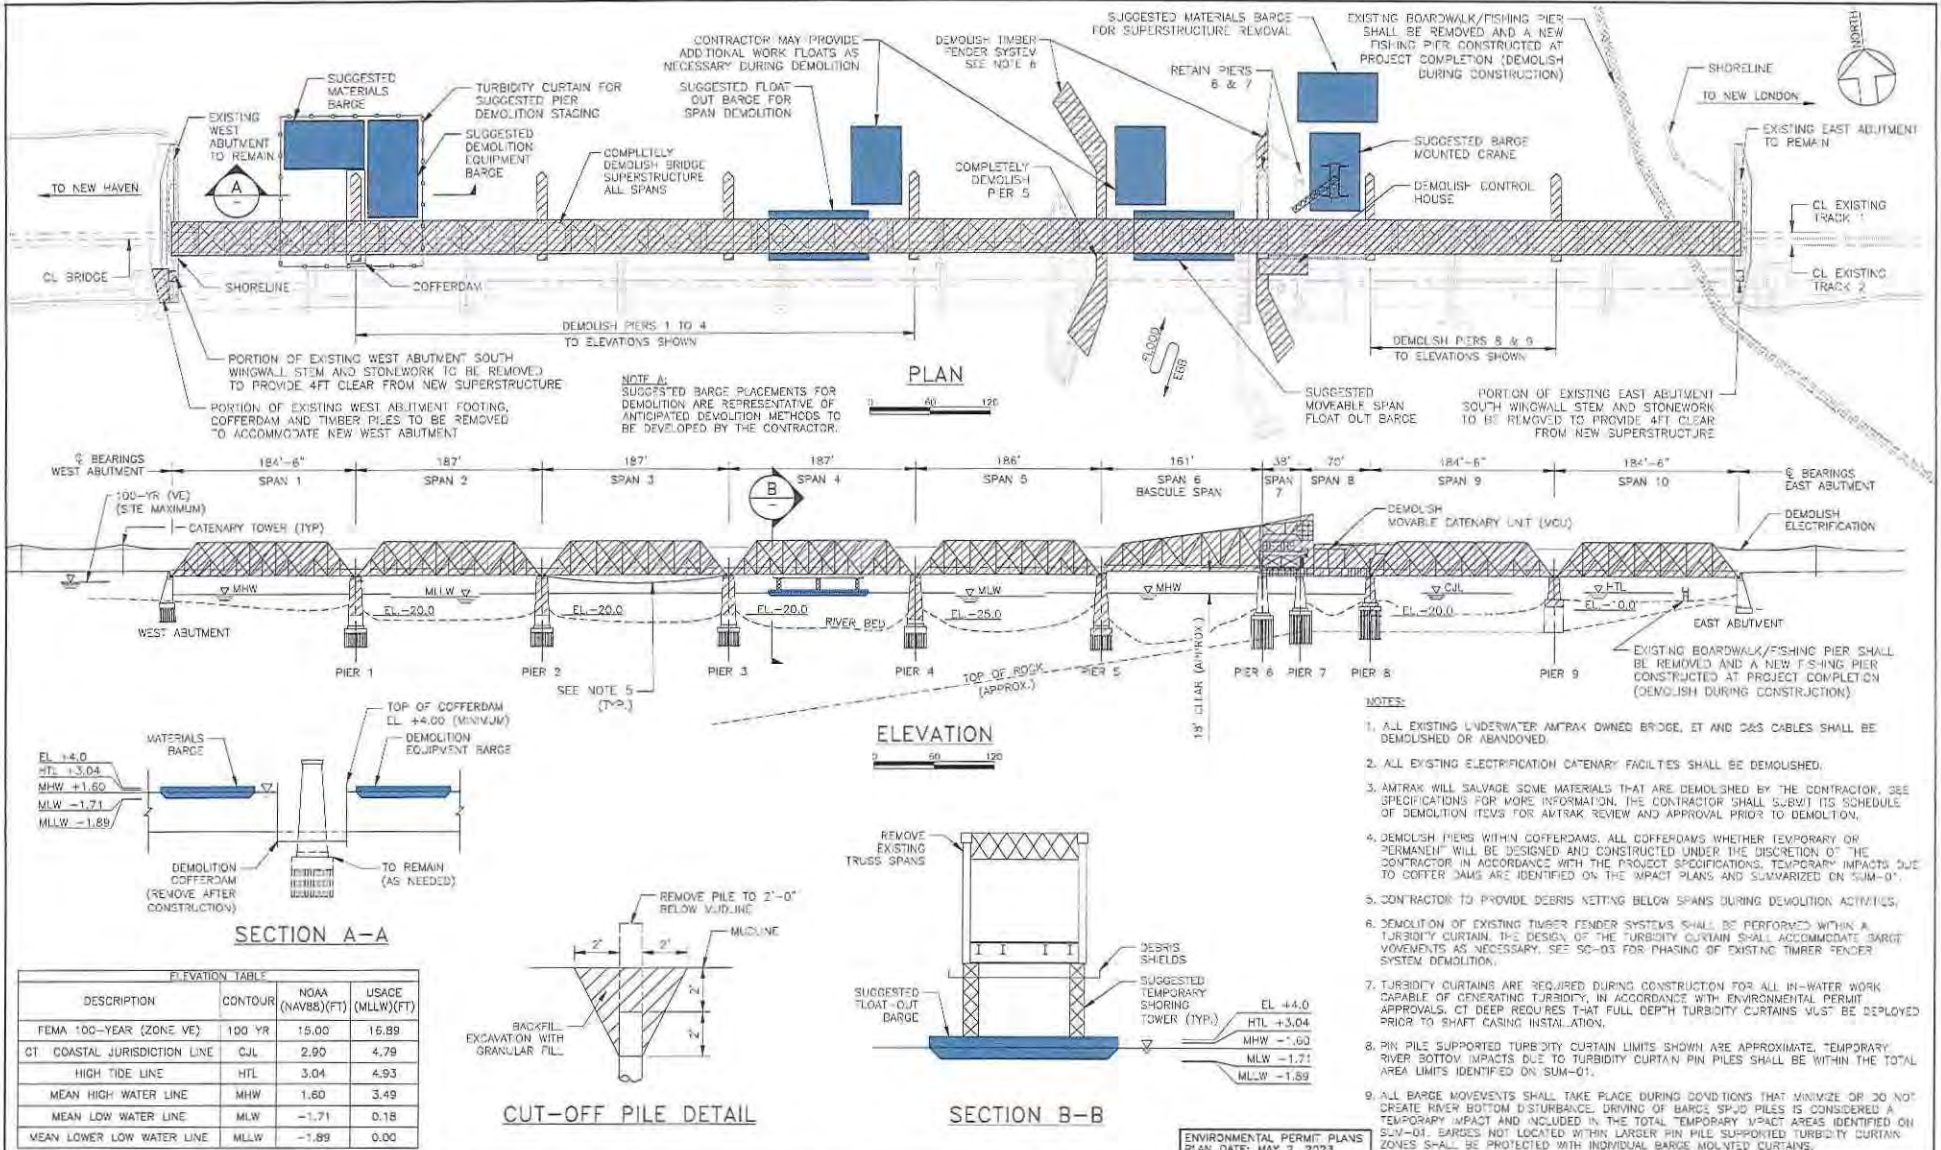 SUGGESTED
MATERIALS
BARGE
TURBIDITY CURTAIN FOR
SUGGESTED PIER
DEMOLITION STAGING
CONTRACTOR MAY PROVIDE
ADDITIONAL WORK FLOATS AS
NECESSARY DURING DEMOLITION
SUGGESTED FLOAT
OUT BARGE FOR
SPAN DEMOLITION
DEMOLISH TIMBER
FENDER SYSTEM
SEE NOTE 6
SUGGESTED MATERIALS BARGE
FOR SUPERSTRUCTURE REMOVAL
RETAIN PIERS
6 & 7
EXISTING BOARDWALK/FISHING PIER
SHALL BE REMOVED AND A NEW
FISHING PIER CONSTRUCTED AT
PROJECT COMPLETION (DEMOLISH
DURING CONSTRUCTION)
NORTH
SHORELINE
TO NEW LONDON
EXISTING
WEST
ABUTMENT
TO REMAIN
A
TO NEW HAVEN
SUGGESTED
DEMOLITION
EQUIPMENT
BARGE
COMPLETELY
DEMOLISH BRIDGE
SUPERSTRUCTURE
ALL SPANS
COMPLETELY
DEMOLISH
PIER 5
SUGGESTED BARGE
MOUNTED CRANE
DEMOLISH CONTROL
HOUSE
EXISTING EAST ABUTMENT
TO REMAIN
CL EXISTING
TRACK 1
CL EXISTING
TRACK 2
CL BRIDGE
SHORELINE
COFFERDAM
DEMOLISH PIERS 1 TO 4
TO ELEVATIONS SHOWN
DEMOLISH PIERS 8 & 9
TO ELEVATIONS SHOWN
FLOOD
EBB
PORTION OF EXISTING WEST ABUTMENT SOUTH
WINGWALL STEM AND STONEWORK TO BE REMOVED
TO PROVIDE 4FT CLEAR FROM NEW SUPERSTRUCTURE
PORTION OF EXISTING WEST ABUTMENT FOOTING,
COFFERDAM AND TIMBER PILES TO BE REMOVED
TO ACCOMMODATE NEW WEST ABUTMENT
NOTE A:
SUGGESTED BARGE PLACEMENTS FOR
DEMOLITION ARE REPRESENTATIVE OF
ANTICIPATED DEMOLITION METHODS TO
BE DEVELOPED BY THE CONTRACTOR.
PLAN
0 60 120
SUGGESTED
MOVEABLE SPAN
FLOAT OUT BARGE
PORTION OF EXISTING EAST ABUTMENT
SOUTH WINGWALL STEM AND STONEWORK
TO BE REMOVED TO PROVIDE 4FT CLEAR
FROM NEW SUPERSTRUCTURE
℄ BEARINGS
WEST ABUTMENT
184'-6"
SPAN 1
187'
SPAN 2
187'
SPAN 3
187'
SPAN 4
186'
SPAN 5
161'
SPAN 6
BASCULE SPAN
38'
SPAN
7
70'
SPAN 8
184'-6"
SPAN 9
184'-6"
SPAN 10
℄ BEARINGS
EAST ABUTMENT
B
100-YR (VE)
(SITE MAXIMUM)
CATENARY TOWER (TYP)
DEMOLISH
MOVABLE CATENARY UNIT (MCU)
DEMOLISH
ELECTRIFICATION
MHW
MLLW
MLW
MHW
CJL
HTL
EL.-20.0
EL.-20.0
EL.-20.0
EL.-25.0
EL.-20.0
EL.-10.0
RIVER BED
WEST ABUTMENT
EAST ABUTMENT
PIER 1
PIER 2
PIER 3
PIER 4
PIER 5
PIER 6
PIER 7
PIER 8
PIER 9
SEE NOTE 5
(TYP.)
TOP OF ROCK
(APPROX.)
18' CLEAR (APPROX.)
EXISTING BOARDWALK/FISHING PIER SHALL
BE REMOVED AND A NEW FISHING PIER
CONSTRUCTED AT PROJECT COMPLETION
(DEMOLISH DURING CONSTRUCTION)
ELEVATION
0 60 120
MATERIALS
BARGE
TOP OF COFFERDAM
EL. +4.00 (MINIMUM)
DEMOLITION
EQUIPMENT BARGE
EL +4.0
HTL +3.04
MHW +1.60
MLW -1.71
MLLW -1.89
DEMOLITION
COFFERDAM
(REMOVE AFTER
CONSTRUCTION)
TO REMAIN
(AS NEEDED)
SECTION A-A
REMOVE PILE TO 2'-0"
BELOW MUDLINE
MUDLINE
2'
2'
2'
2'
BACKFILL
EXCAVATION WITH
GRANULAR FILL
CUT-OFF PILE DETAIL
REMOVE
EXISTING
TRUSS SPANS
DEBRIS
SHIELDS
SUGGESTED
TEMPORARY
SHORING
TOWER (TYP.)
SUGGESTED
FLOAT-OUT
BARGE
EL +4.0
HTL +3.04
MHW -1.60
MLW -1.71
MLLW -1.89
SECTION B-B
ELEVATION TABLE
DESCRIPTION CONTOUR NOAA (NAV88)(FT) USACE (MLLW)(FT)
FEMA 100-YEAR (ZONE VE) 100 YR 15.00 16.89
CT COASTAL JURISDICTION LINE CJL 2.90 4.79
HIGH TIDE LINE HTL 3.04 4.93
MEAN HIGH WATER LINE MHW 1.60 3.49
MEAN LOW WATER LINE MLW -1.71 0.18
MEAN LOWER LOW WATER LINE MLLW -1.89 0.00
NOTES:
1. ALL EXISTING UNDERWATER AMTRAK OWNED BRIDGE, ET AND C&S CABLES SHALL BE
DEMOLISHED OR ABANDONED.
2. ALL EXISTING ELECTRIFICATION CATENARY FACILITIES SHALL BE DEMOLISHED.
3. AMTRAK WILL SALVAGE SOME MATERIALS THAT ARE DEMOLISHED BY THE CONTRACTOR. SEE
SPECIFICATIONS FOR MORE INFORMATION. THE CONTRACTOR SHALL SUBMIT ITS SCHEDULE
OF DEMOLITION ITEMS FOR AMTRAK REVIEW AND APPROVAL PRIOR TO DEMOLITION.
4. DEMOLISH PIERS WITHIN COFFERDAMS. ALL COFFERDAMS WHETHER TEMPORARY OR
PERMANENT WILL BE DESIGNED AND CONSTRUCTED UNDER THE DISCRETION OF THE
CONTRACTOR IN ACCORDANCE WITH THE PROJECT SPECIFICATIONS. TEMPORARY IMPACTS DUE
TO COFFER DAMS ARE IDENTIFIED ON THE IMPACT PLANS AND SUMMARIZED ON SUM-01.
5. CONTRACTOR TO PROVIDE DEBRIS NETTING BELOW SPANS DURING DEMOLITION ACTIVITIES.
6. DEMOLITION OF EXISTING TIMBER FENDER SYSTEMS SHALL BE PERFORMED WITHIN A
TURBIDITY CURTAIN. THE DESIGN OF THE TURBIDITY CURTAIN SHALL ACCOMMODATE BARGE
MOVEMENTS AS NECESSARY. SEE SC-03 FOR PHASING OF EXISTING TIMBER FENDER
SYSTEM DEMOLITION.
7. TURBIDITY CURTAINS ARE REQUIRED DURING CONSTRUCTION FOR ALL IN-WATER WORK
CAPABLE OF GENERATING TURBIDITY, IN ACCORDANCE WITH ENVIRONMENTAL PERMIT
APPROVALS. CT DEEP REQUIRES THAT FULL DEPTH TURBIDITY CURTAINS MUST BE DEPLOYED
PRIOR TO SHAFT CASING INSTALLATION.
8. PIN PILE SUPPORTED TURBIDITY CURTAIN LIMITS SHOWN ARE APPROXIMATE. TEMPORARY
RIVER BOTTOM IMPACTS DUE TO TURBIDITY CURTAIN PIN PILES SHALL BE WITHIN THE TOTAL
AREA LIMITS IDENTIFIED ON SUM-01.
9. ALL BARGE MOVEMENTS SHALL TAKE PLACE DURING CONDITIONS THAT MINIMIZE OR DO NOT
CREATE RIVER BOTTOM DISTURBANCE. DRIVING OF BARGE SPUD PILES IS CONSIDERED A
TEMPORARY IMPACT AND INCLUDED IN THE TOTAL TEMPORARY IMPACT AREAS IDENTIFIED ON
SUM-01. BARGES NOT LOCATED WITHIN LARGER PIN PILE SUPPORTED TURBIDITY CURTAIN
ZONES SHALL BE PROTECTED WITH INDIVIDUAL BARGE MOUNTED CURTAINS.
ENVIRONMENTAL PERMIT PLANS
PLAN DATE: MAY 2, 2023